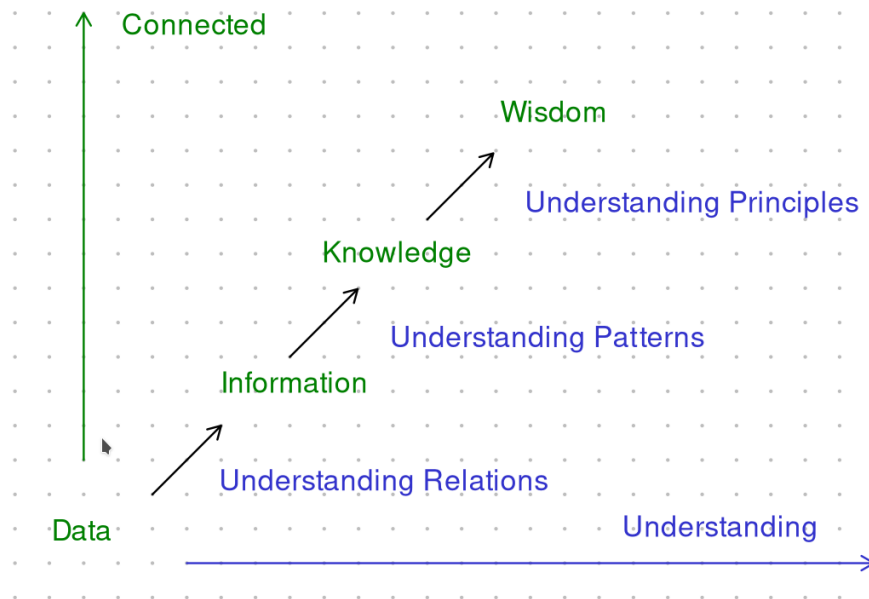 Connected
Wisdom
Understanding Principles
Knowledge
Understanding Patterns
Information
Understanding Relations
Understanding
Data